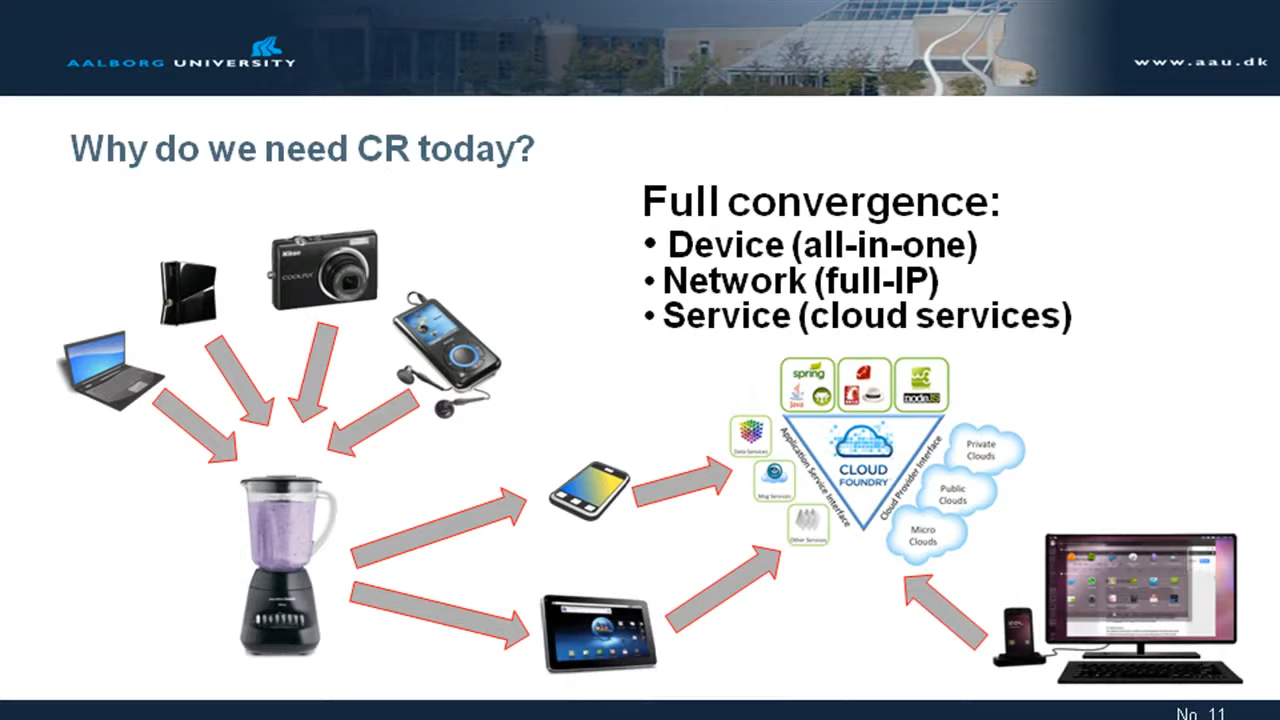 AALBORG UNIVERSITY
www.aau.dk
Why do we need CR today?
Full convergence:
• Device (all-in-one)
• Network (full-IP)
• Service (cloud services)
Nikon
COOLPIX
spring
Java
node JS
Data Services
Msg Services
Other Services
Application Service Interface
CLOUD
FOUNDRY
Cloud Provider Interface
Private
Clouds
Public
Clouds
Micro
Clouds
No. 11